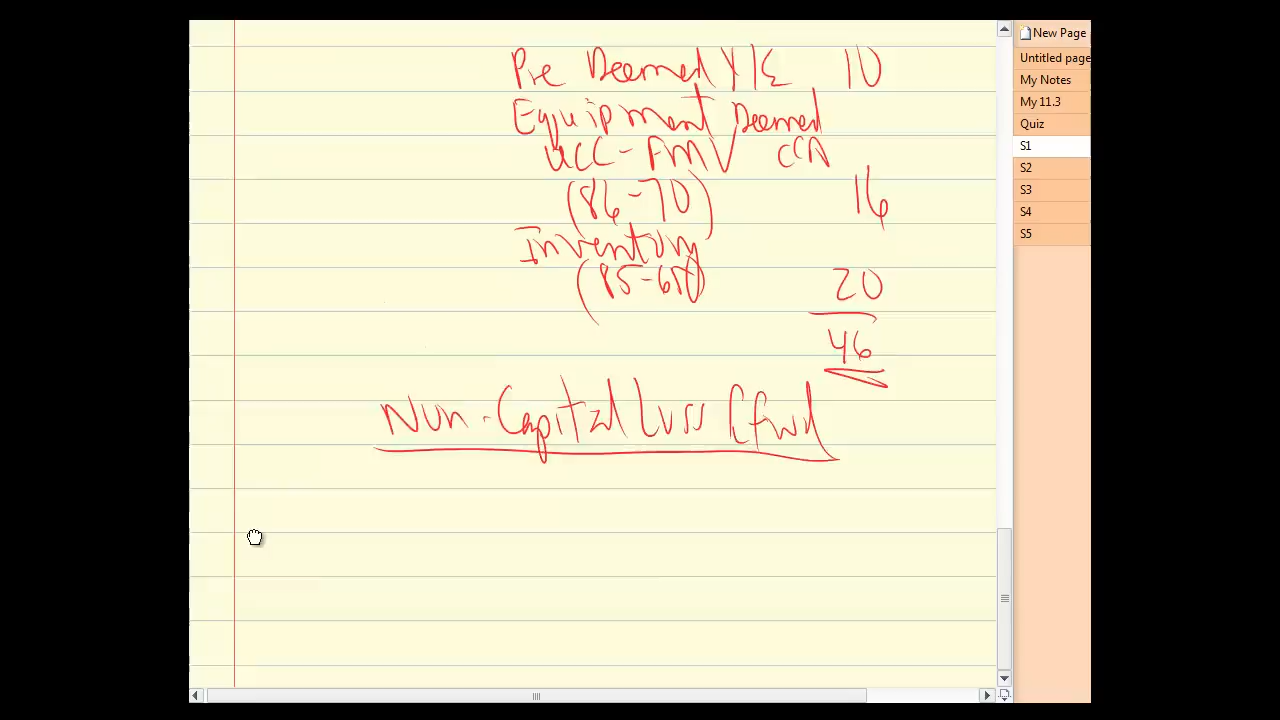 Pre Deemed Y/E 10
Equipment Deemed
UCC - FMV CCA
(86-70) 16
Inventory
(85-65) 20
46
Non-Capital Loss Cfwd
New Page
Untitled page
My Notes
My 11.3
Quiz
S1
S2
S3
S4
S5